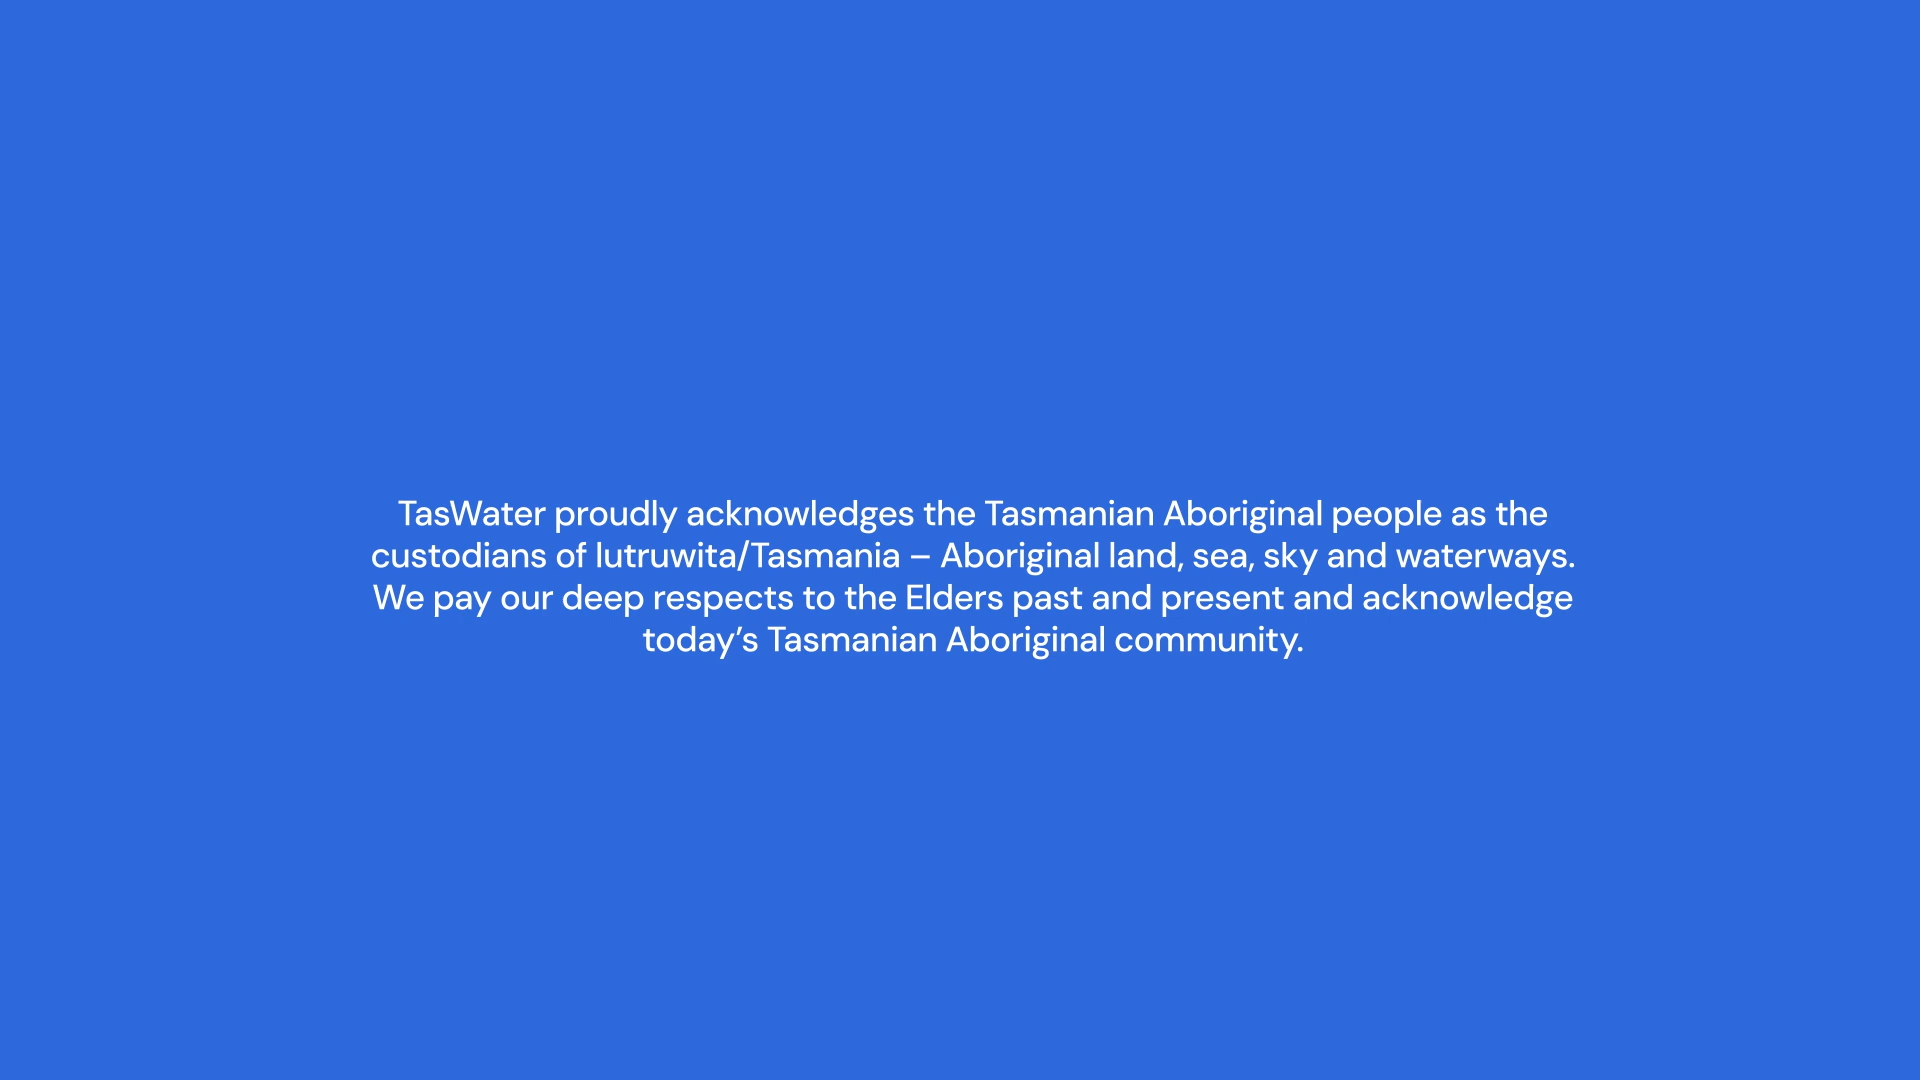 TasWater proudly acknowledges the Tasmanian Aboriginal people as the
custodians of lutruwita/Tasmania – Aboriginal land, sea, sky and waterways.
We pay our deep respects to the Elders past and present and acknowledge
today’s Tasmanian Aboriginal community.